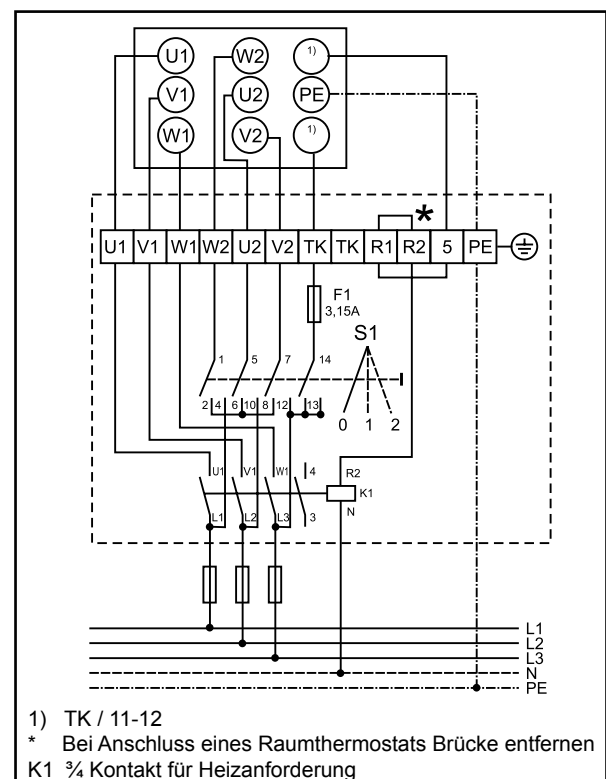 U1 W2 1)
V1 U2 PE
W1 V2 1)
*
U1 V1 W1 W2 U2 V2 TK TK R1 R2 5 PE
F1
3,15A
S1
1 5 7 14
2 4 6 10 8 12 13
0 1 2
U1 V1 W1 4 R2
K1
L1 L2 L3 3 N
L1
L2
L3
N
PE
1) TK / 11-12
* Bei Anschluss eines Raumthermostats Brücke entfernen
K1 ¾ Kontakt für Heizanforderung